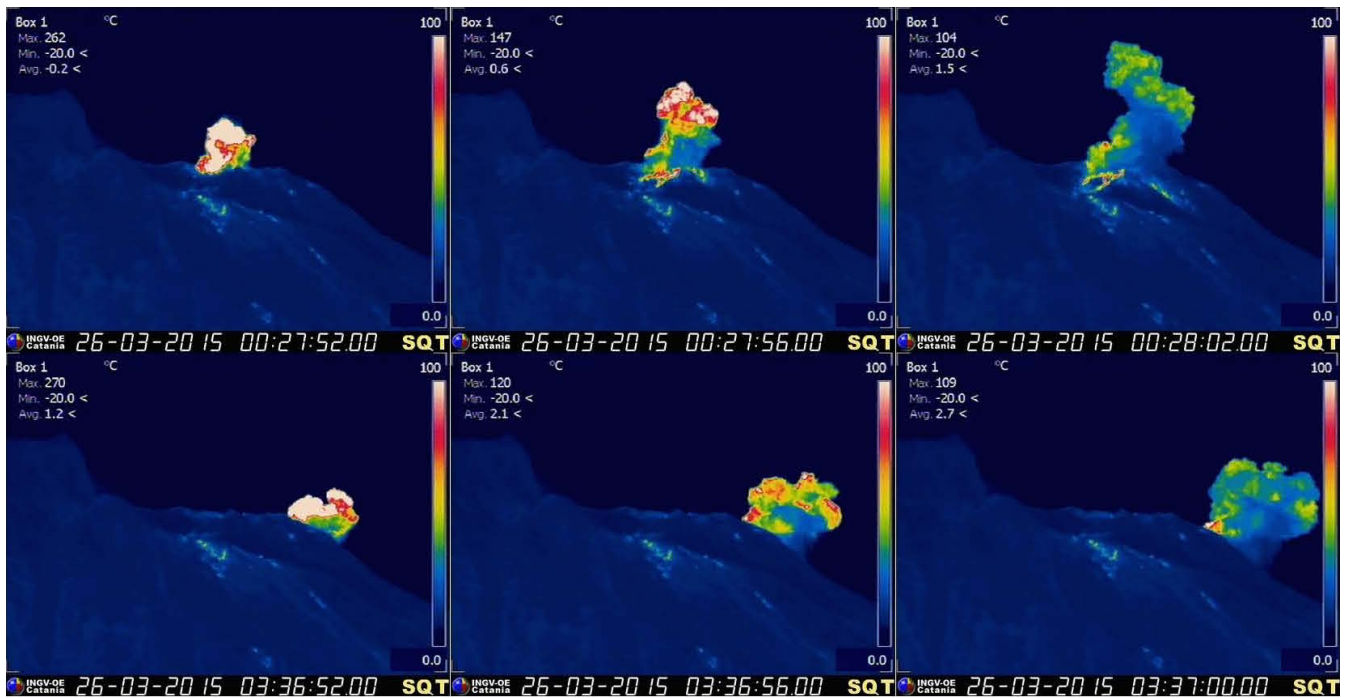 Box 1 °C 100
Max. 262
Min. -20.0 <
Avg. -0.2 <
0.0
INGV-OE
Catania 26-03-2015 00:27:52.00 SQT
Box 1 °C 100
Max. 147
Min. -20.0 <
Avg. 0.6 <
0.0
INGV-OE
Catania 26-03-2015 00:27:56.00 SQT
Box 1 °C 100
Max. 104
Min. -20.0 <
Avg. 1.5 <
0.0
INGV-OE
Catania 26-03-2015 00:28:02.00 SQT
Box 1 °C 100
Max. 270
Min. -20.0 <
Avg. 1.2 <
0.0
INGV-OE
Catania 26-03-2015 03:36:52.00 SQT
Box 1 °C 100
Max. 120
Min. -20.0 <
Avg. 2.1 <
0.0
INGV-OE
Catania 26-03-2015 03:36:56.00 SQT
Box 1 °C 100
Max. 109
Min. -20.0 <
Avg. 2.7 <
0.0
INGV-OE
Catania 26-03-2015 03:37:00.00 SQT